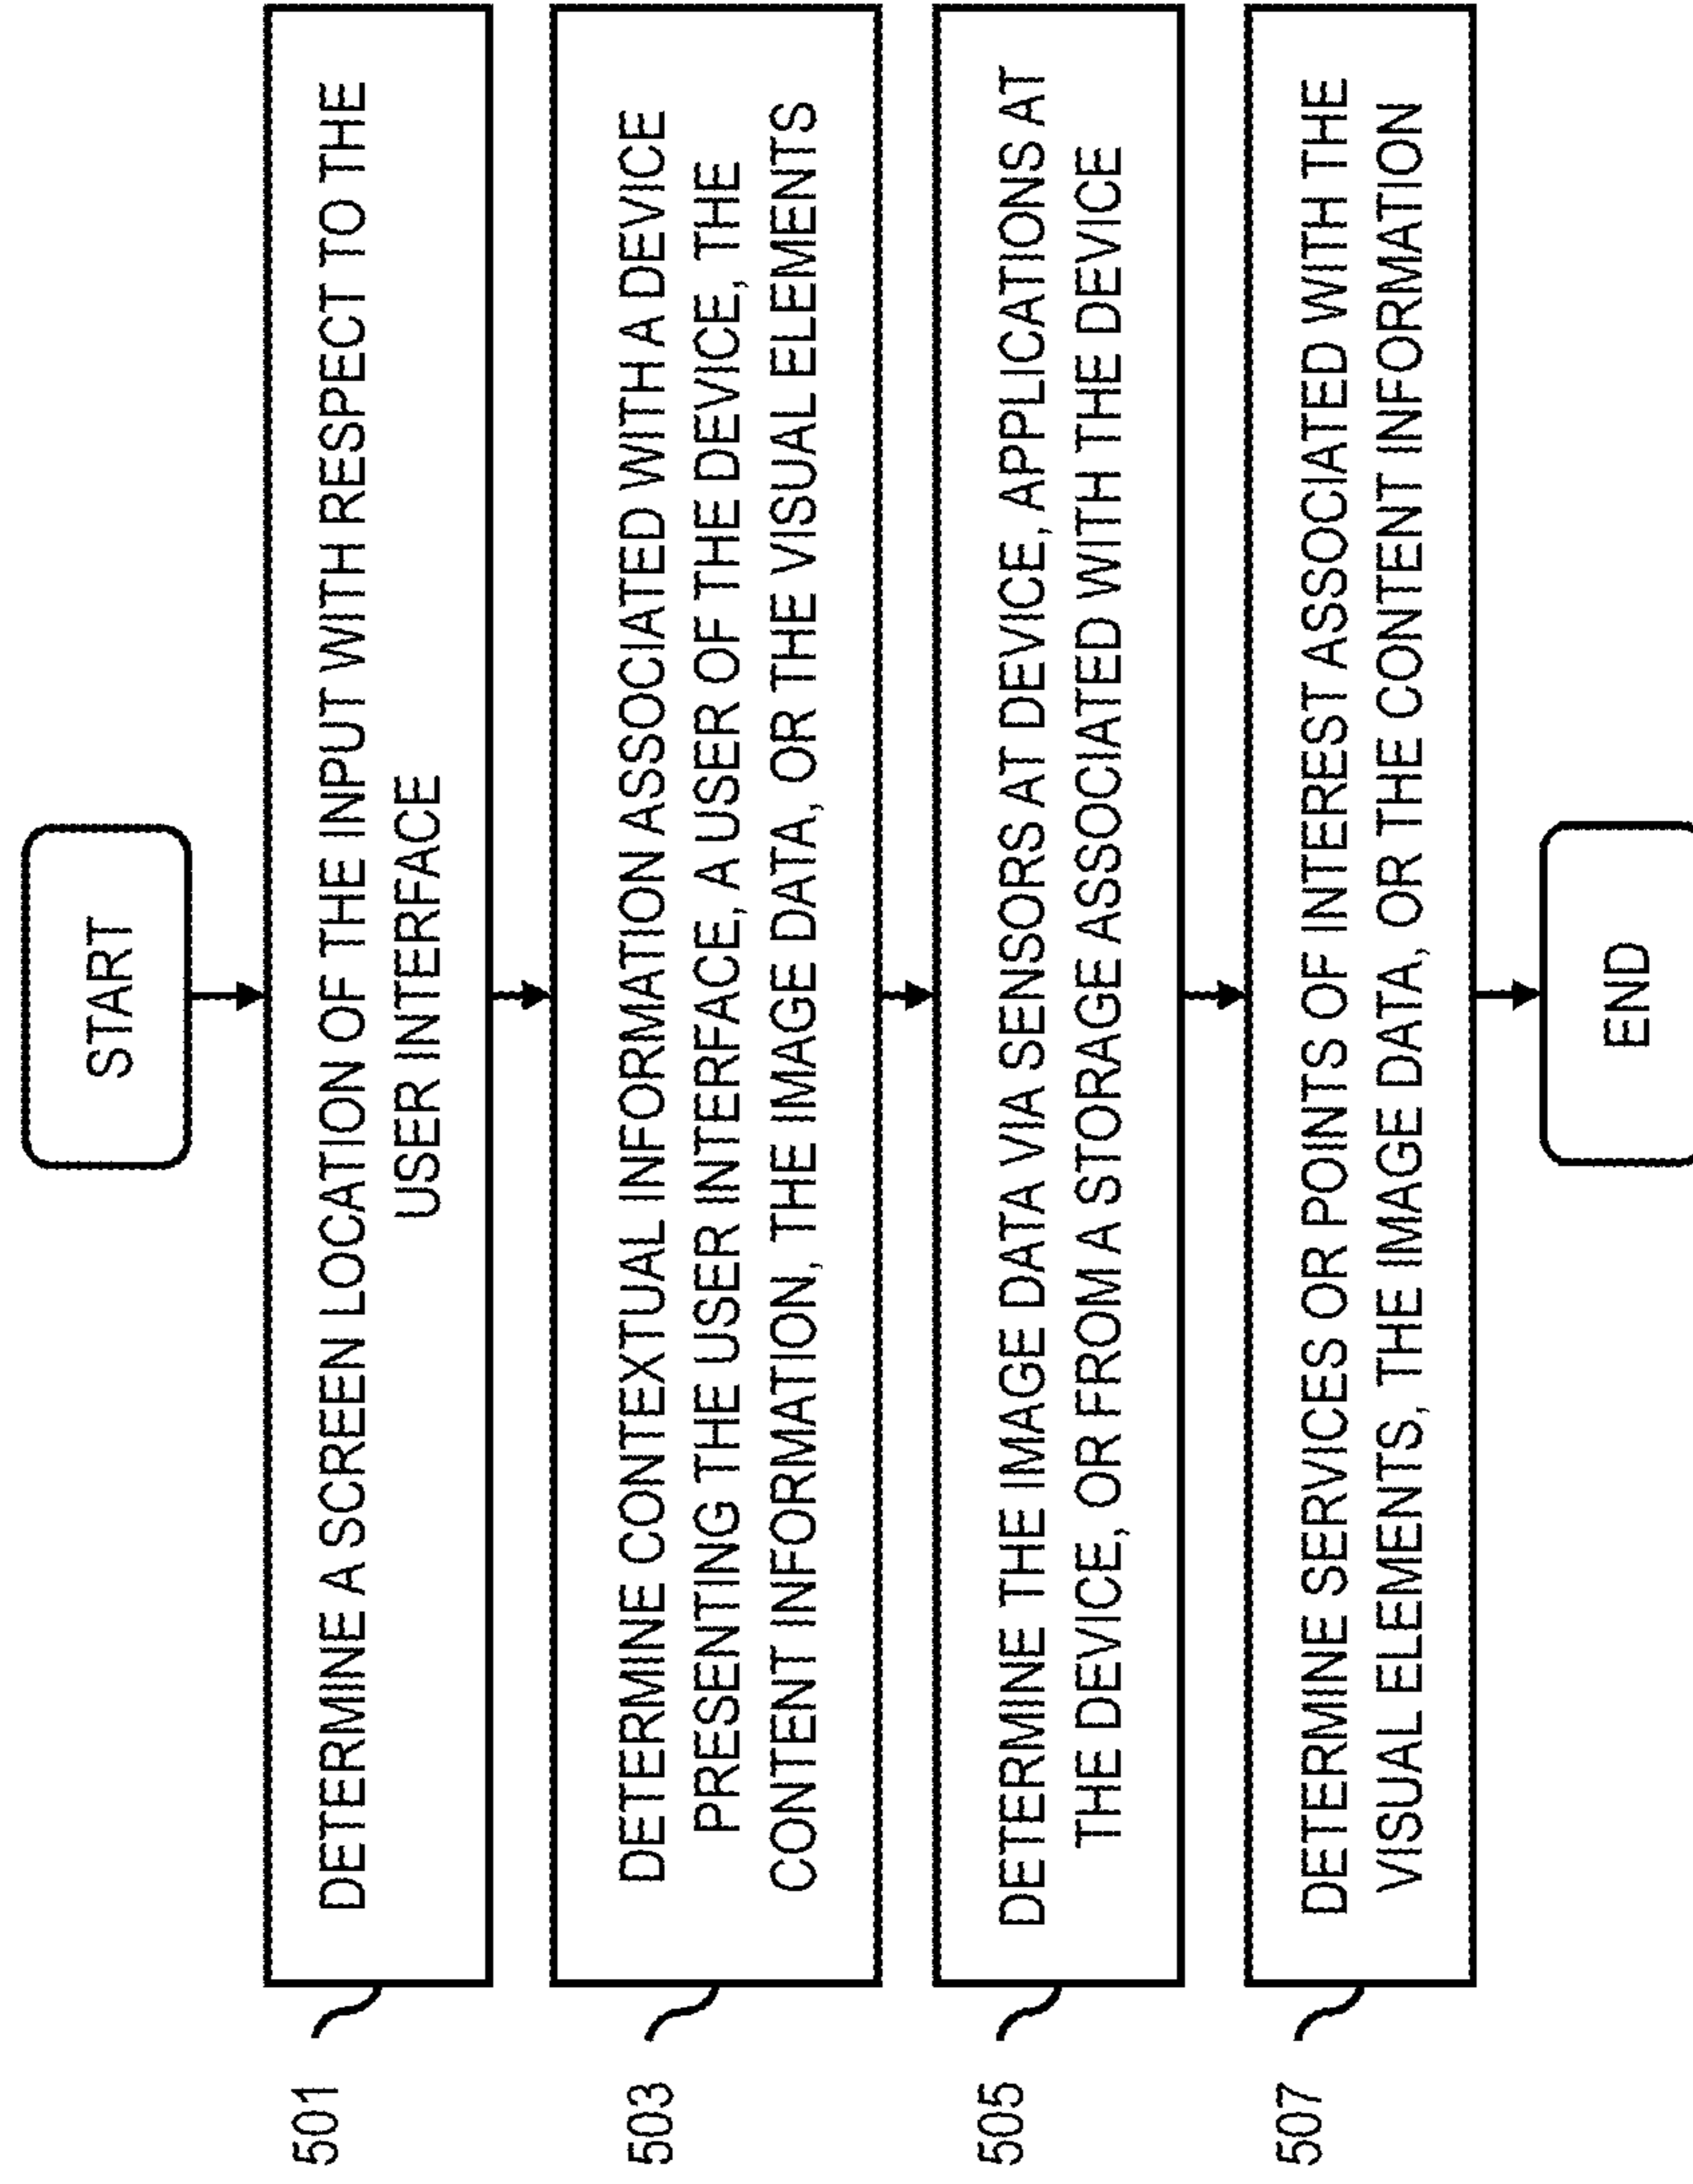 START
501
DETERMINE A SCREEN LOCATION OF THE INPUT WITH RESPECT TO THE
USER INTERFACE
503
DETERMINE CONTEXTUAL INFORMATION ASSOCIATED WITH A DEVICE
PRESENTING THE USER INTERFACE, A USER OF THE DEVICE, THE
CONTENT INFORMATION, THE IMAGE DATA, OR THE VISUAL ELEMENTS
505
DETERMINE THE IMAGE DATA VIA SENSORS AT DEVICE, APPLICATIONS AT
THE DEVICE, OR FROM A STORAGE ASSOCIATED WITH THE DEVICE
507
DETERMINE SERVICES OR POINTS OF INTEREST ASSOCIATED WITH THE
VISUAL ELEMENTS, THE IMAGE DATA, OR THE CONTENT INFORMATION
END